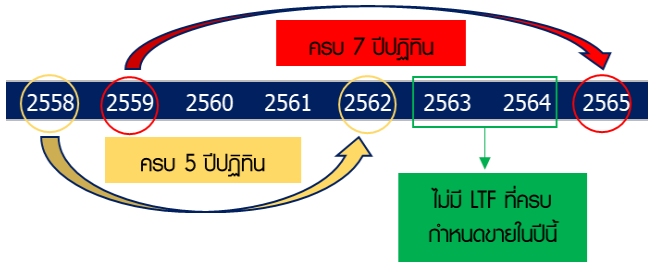 ครบ 7 ปีปฏิทิน
2558 2559 2560 2561 2562 2563 2564 2565
ครบ 5 ปีปฏิทิน
ไม่มี LTF ที่ครบ
กำหนดขายในปีนี้